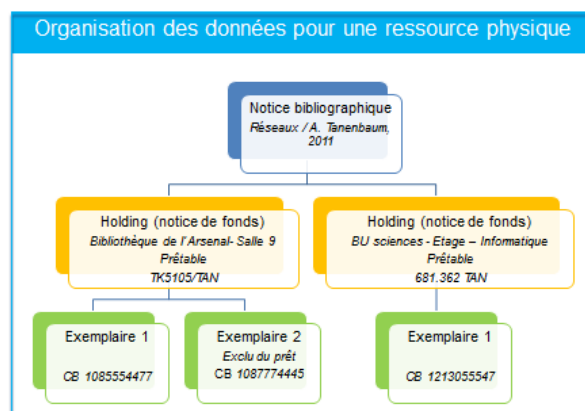 Organisation des données pour une ressource physique
Notice bibliographique
Réseaux / A. Tanenbaum,
2011
Holding (notice de fonds)
Bibliothèque de l'Arsenal- Salle 9
Prêtable
TK5105/TAN
Holding (notice de fonds)
BU sciences - Etage – Informatique
Prêtable
681.362 TAN
Exemplaire 1
CB 1085554477
Exemplaire 2
Exclu du prêt
CB 1087774445
Exemplaire 1
CB 1213055547